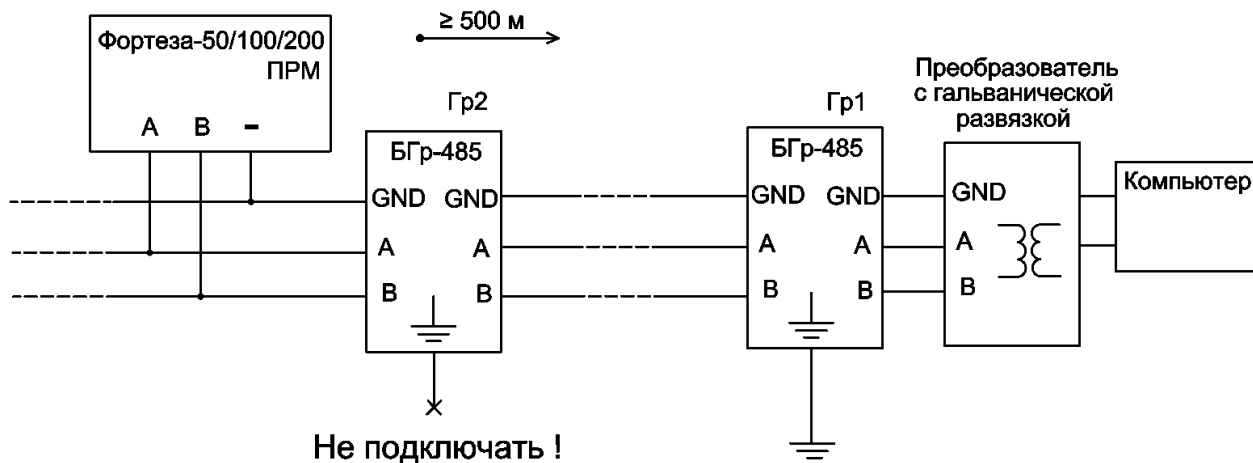 Фортеза-50/100/200
ПРМ
A B -
≥ 500 м
Гр2
БГр-485
GND GND
A A
B B
Не подключать !
Гр1
БГр-485
GND GND
A A
B B
Преобразователь
с гальванической
развязкой
GND
A
B
Компьютер